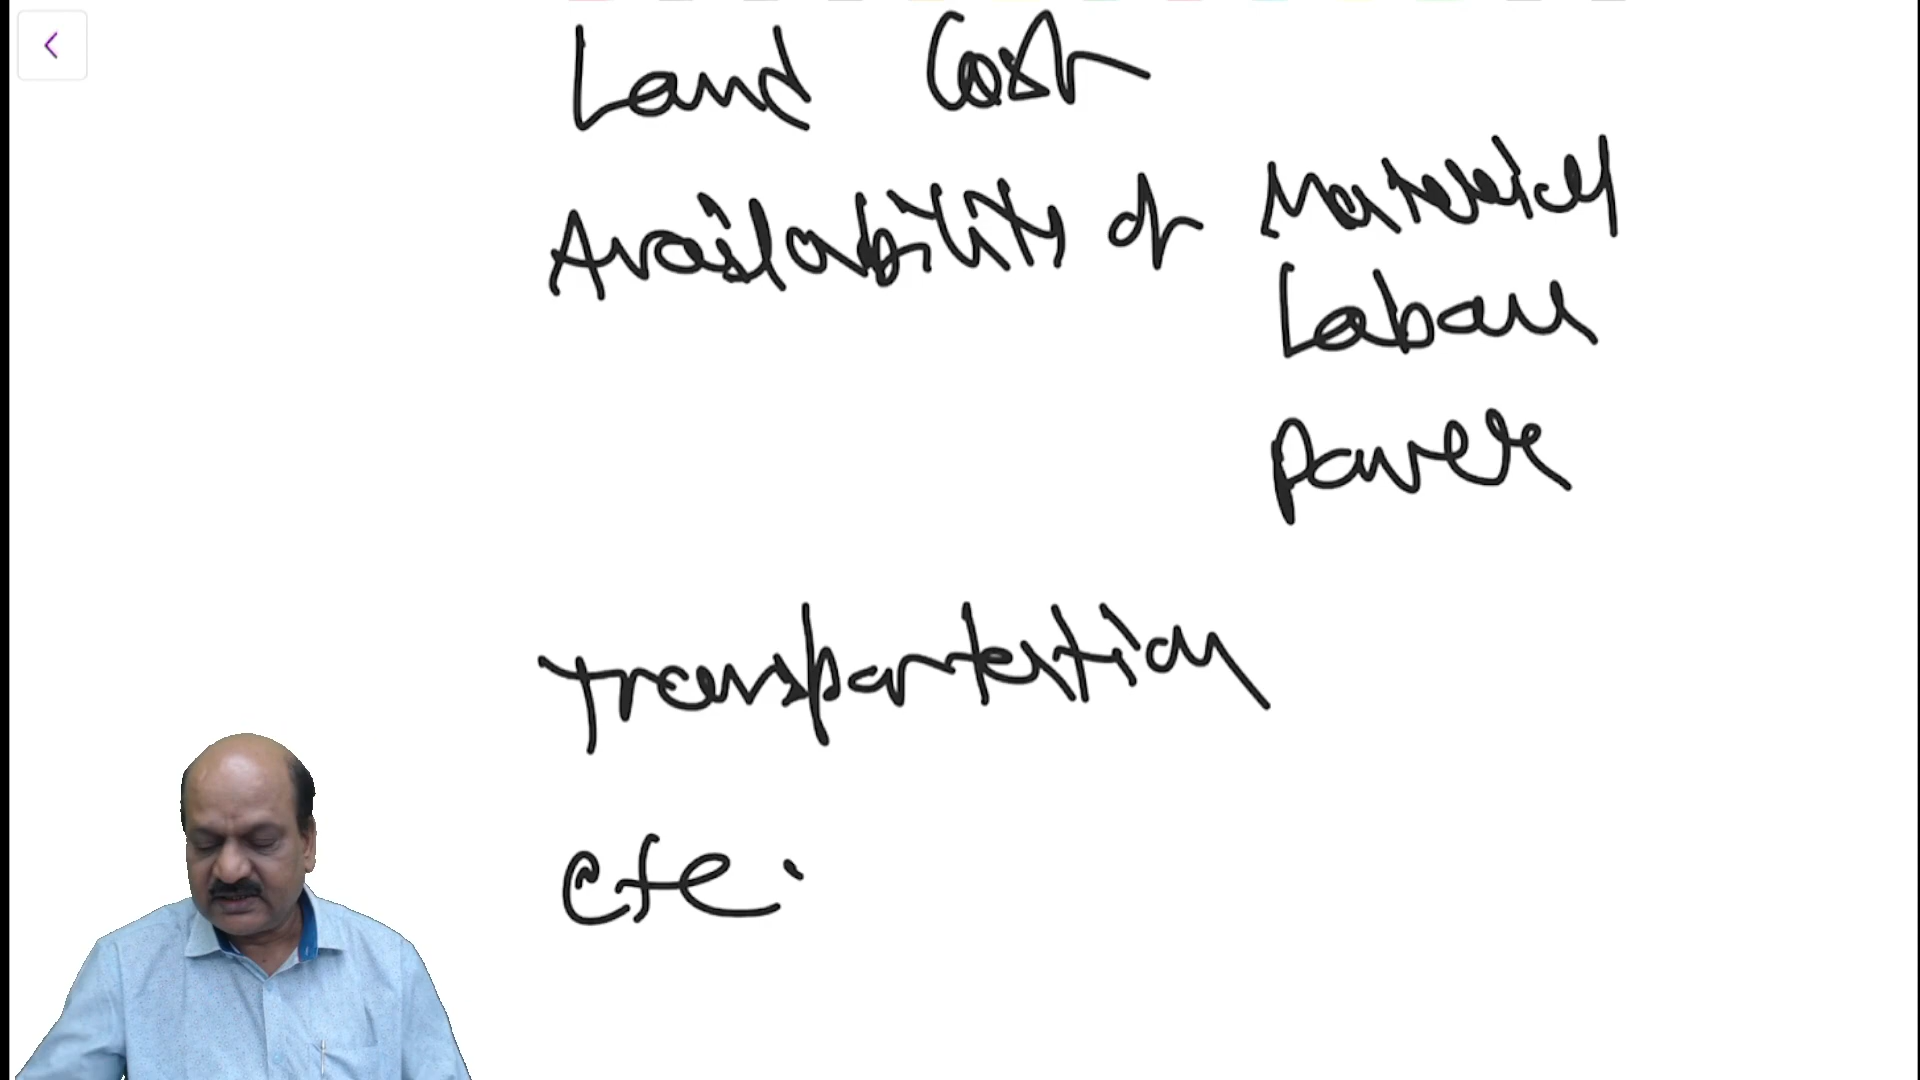 Land Cost
Availability of Material
Labour
Power
Transportation
etc.